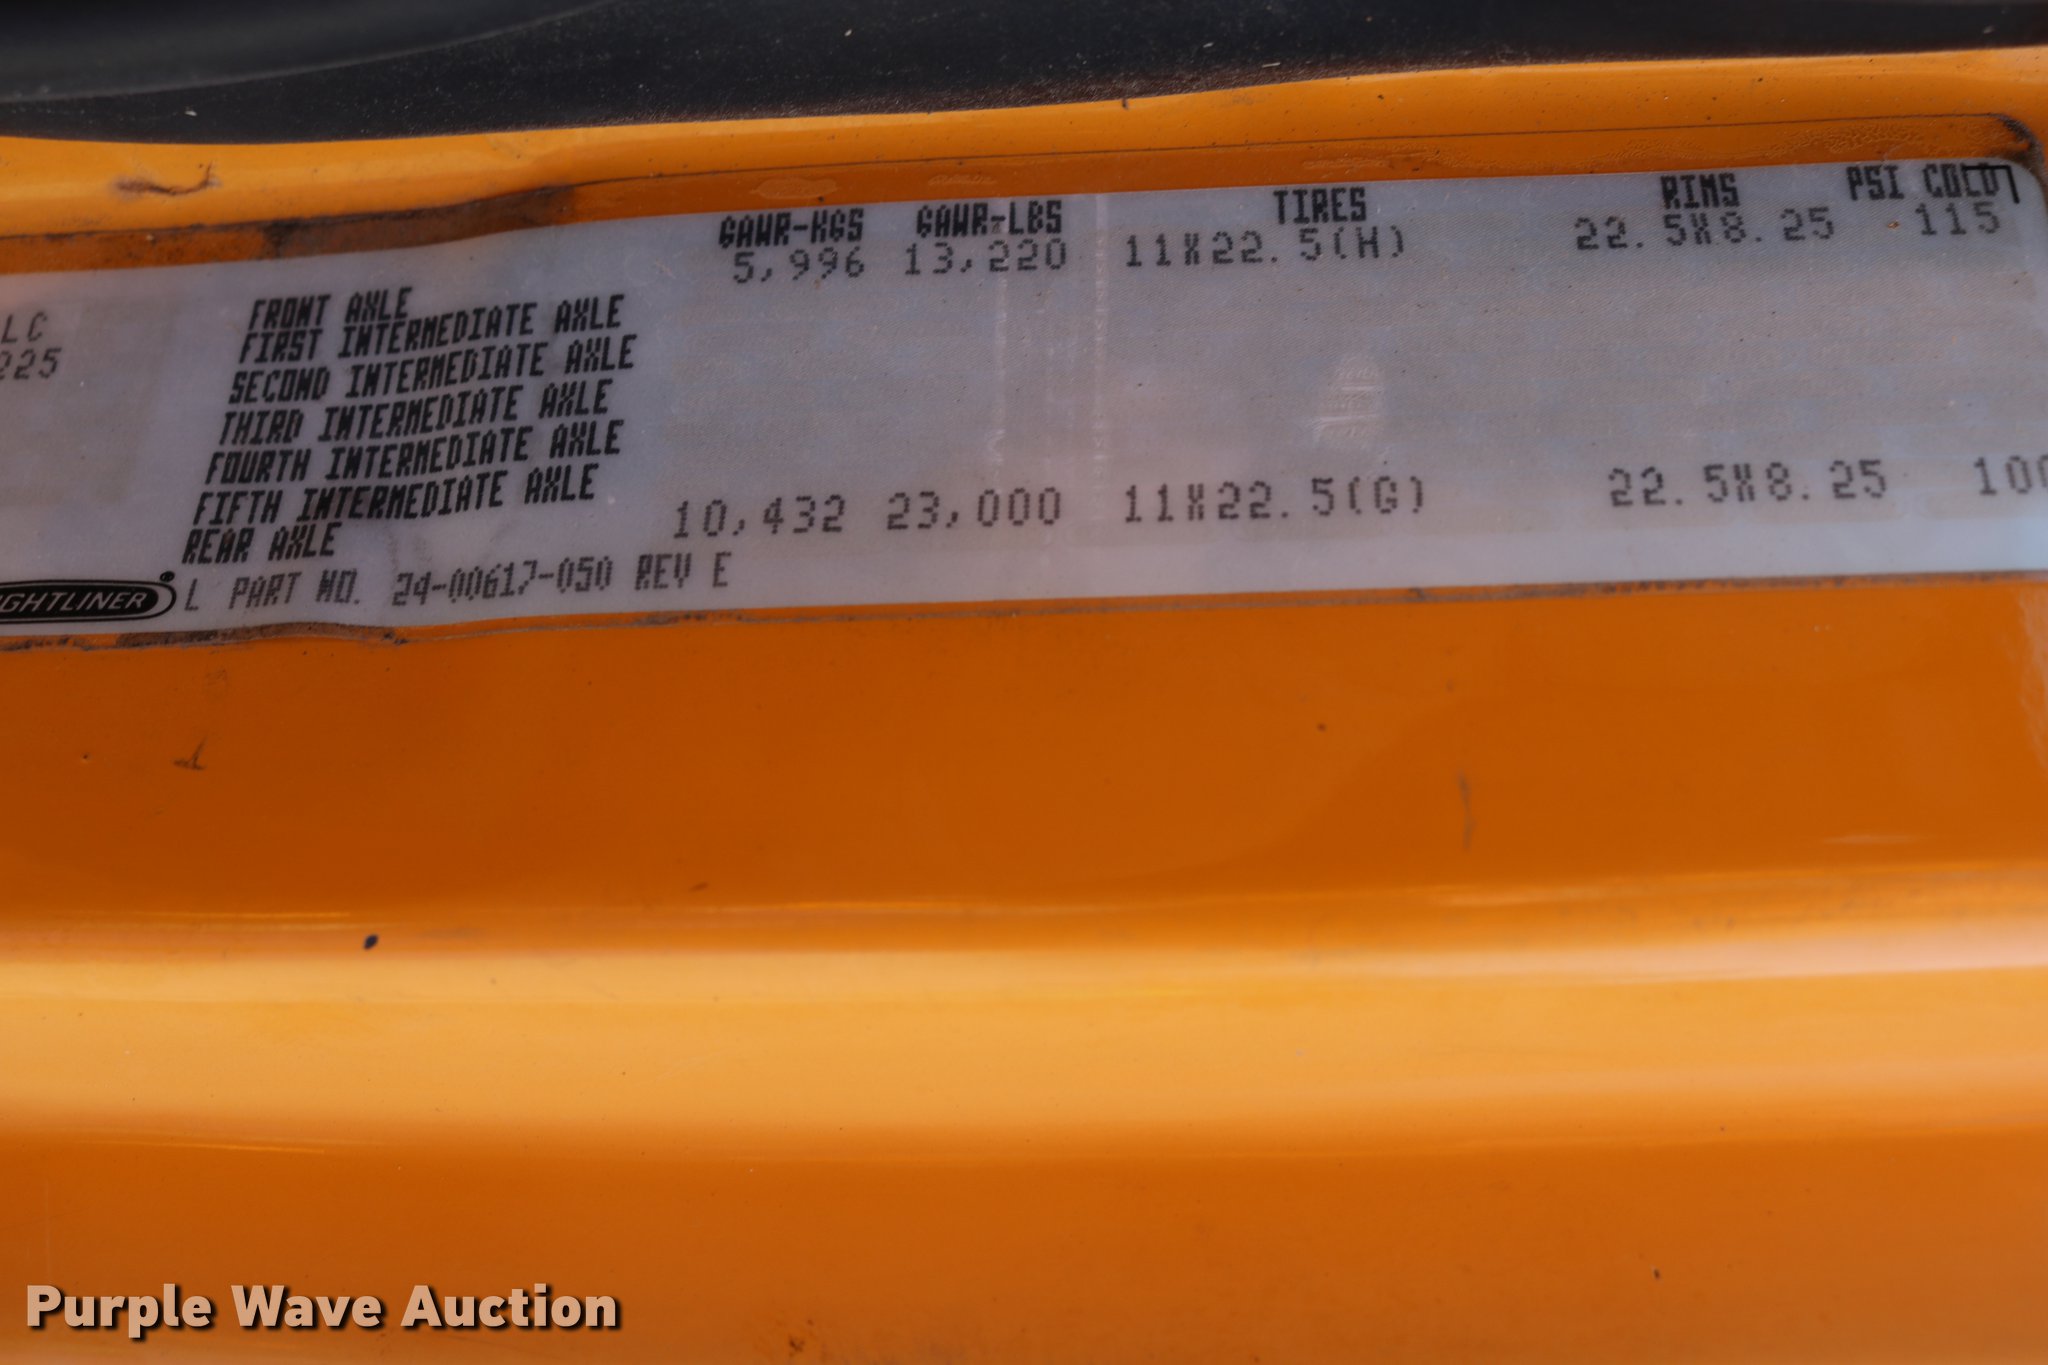 GAWR-KGS GAWR-LBS TIRES RIMS PSI COLD
FRONT AXLE 5,996 13,220 11X22.5(H) 22.5X8.25 115
LC FIRST INTERMEDIATE AXLE
225 SECOND INTERMEDIATE AXLE
THIRD INTERMEDIATE AXLE
FOURTH INTERMEDIATE AXLE
FIFTH INTERMEDIATE AXLE
REAR AXLE 10,432 23,000 11X22.5(G) 22.5X8.25 100
GHTLINER L PART NO. 24-00617-050 REV E
Purple Wave Auction